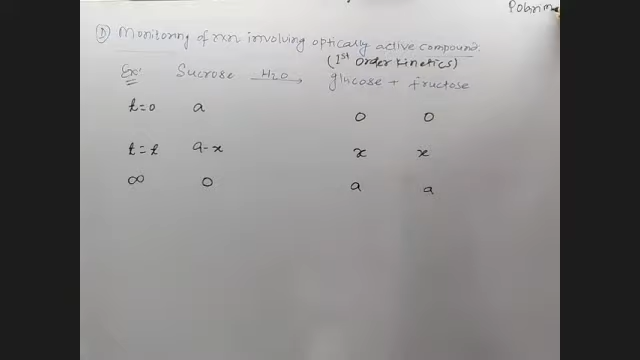 ① Monitoring of rxn involving optically active compound.
(1st Order Kinetics)
Ex: Sucrose H2O → glucose + fructose
t=0 a 0 0
t=t a-x x x
∞ 0 a a